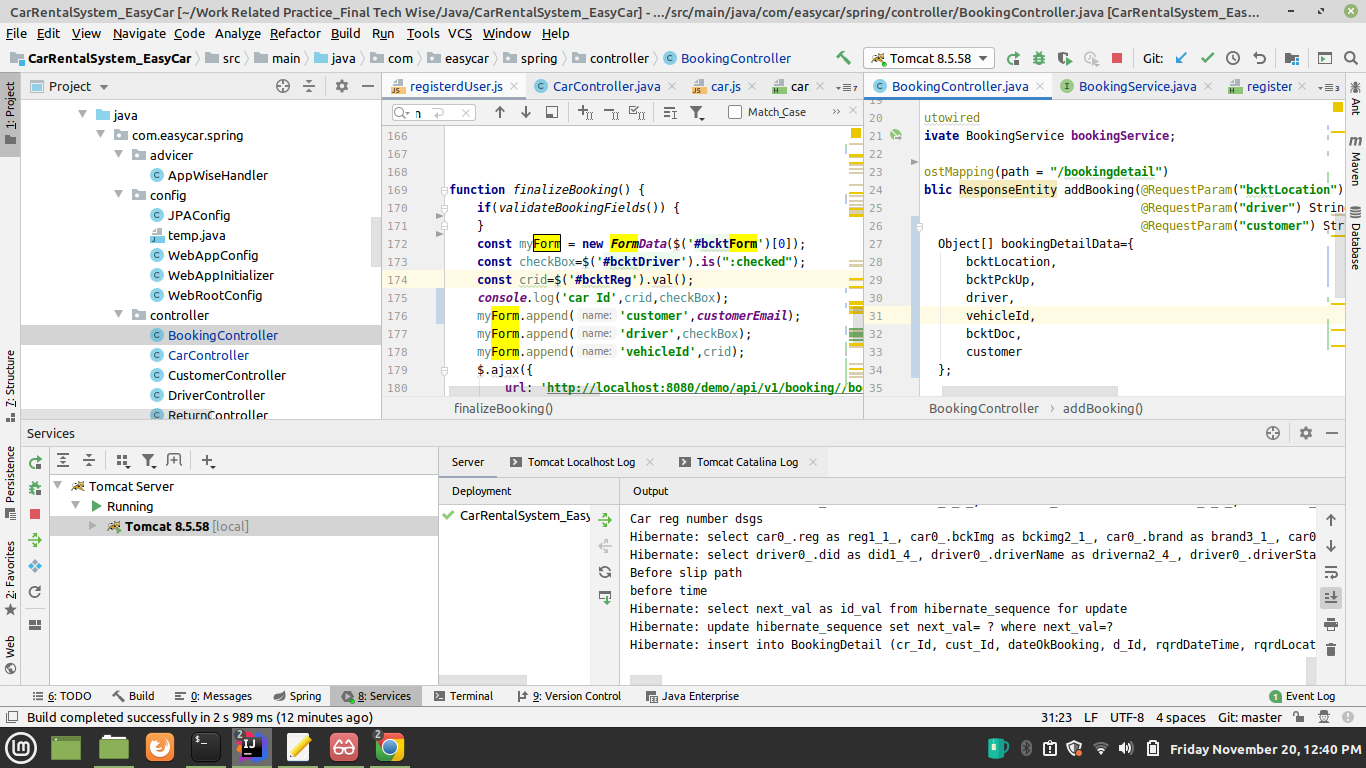 CarRentalSystem_EasyCar [~/Work Related Practice_Final Tech Wise/Java/CarRentalSystem_EasyCar] - .../src/main/java/com/easycar/spring/controller/BookingController.java [CarRentalSystem_Eas...
File Edit View Navigate Code Analyze Refactor Build Run Tools VCS Window Help
CarRentalSystem_EasyCar src main java com easycar spring controller BookingController Tomcat 8.5.58 Git:
Project
registerdUser.js CarController.java car.js car 7
BookingController.java BookingService.java register 3
1: Project
7: Structure
Persistence
2: Favorites
Web
java
com.easycar.spring
advicer
AppWiseHandler
config
JPAConfig
temp.java
WebAppConfig
WebAppInitializer
WebRootConfig
controller
BookingController
CarController
CustomerController
DriverController
ReturnController
n Match Case
166
167
168
169 function finalizeBooking() {
170 if(validateBookingFields()) {
171 }
172 const myForm = new FormData($('#bcktForm')[0]);
173 const checkBox=$('#bcktDriver').is(":checked");
174 const crid=$('#bcktReg').val();
175 console.log('car Id',crid,checkBox);
176 myForm.append( name: 'customer',customerEmail);
177 myForm.append( name: 'driver',checkBox);
178 myForm.append( name: 'vehicleId',crid);
179 $.ajax({
180 url: 'http://localhost:8080/demo/api/v1/booking//bo
finalizeBooking()
19
20 utowired
21 ivate BookingService bookingService;
22
23 ostMapping(path = "/bookingdetail")
24 blic ResponseEntity addBooking(@RequestParam("bcktLocation")
25 @RequestParam("driver") Strin
26 @RequestParam("customer") Str
27 Object[] bookingDetailData={
28 bcktLocation,
29 bcktPckUp,
30 driver,
31 vehicleId,
32 bcktDoc,
33 customer
34 };
35
BookingController addBooking()
Ant
Maven
Database
Services
Tomcat Server
Running
Tomcat 8.5.58 [local]
Server Tomcat Localhost Log Tomcat Catalina Log
Deployment Output
CarRentalSystem_Easy
Car reg number dsgs
Hibernate: select car0_.reg as reg1_1_, car0_.bckImg as bckimg2_1_, car0_.brand as brand3_1_, car0
Hibernate: select driver0_.did as did1_4_, driver0_.driverName as driverna2_4_, driver0_.driverSta
Before slip path
before time
Hibernate: select next_val as id_val from hibernate_sequence for update
Hibernate: update hibernate_sequence set next_val= ? where next_val=?
Hibernate: insert into BookingDetail (cr_Id, cust_Id, dateOkBooking, d_Id, rqrdDateTime, rqrdLocat
6: TODO Build 0: Messages Spring 8: Services Terminal 9: Version Control Java Enterprise 1 Event Log
Build completed successfully in 2 s 989 ms (12 minutes ago) 31:23 LF UTF-8 4 spaces Git: master
2 IJ 2 Friday November 20, 12:40 PM